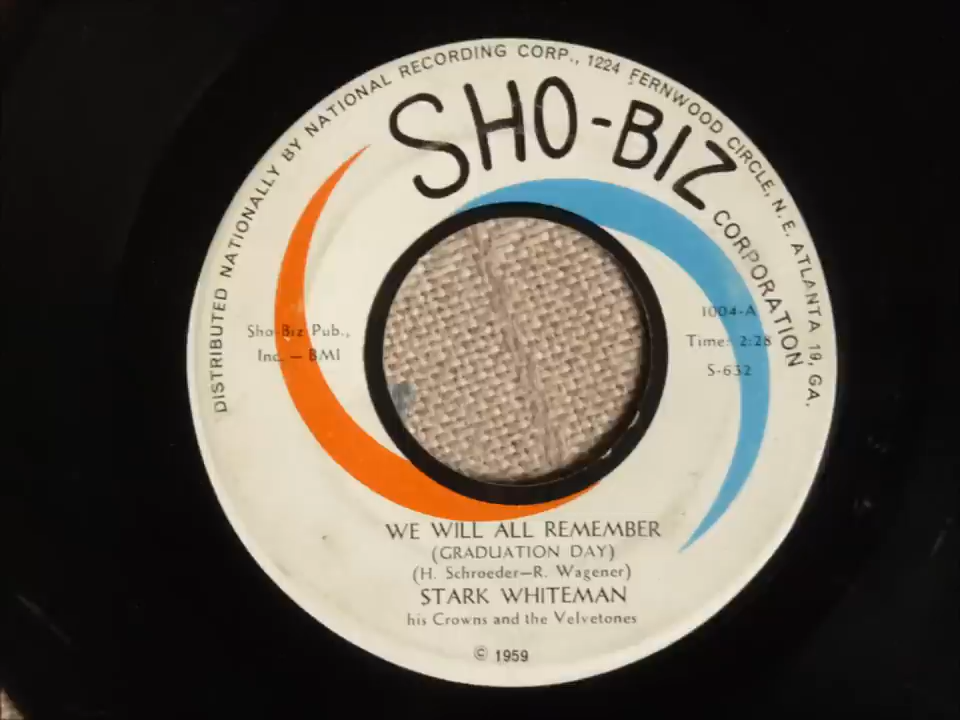 DISTRIBUTED NATIONALLY BY NATIONAL RECORDING CORP., 1224 FERNWOOD CIRCLE, N.E. ATLANTA 19, GA.
SHO-BIZ
CORPORATION
Sho-Biz Pub.,
Inc. — BMI
1004-A
Time: 2:28
S-632
WE WILL ALL REMEMBER
(GRADUATION DAY)
(H. Schroeder—R. Wagener)
STARK WHITEMAN
his Crowns and the Velvetones
© 1959